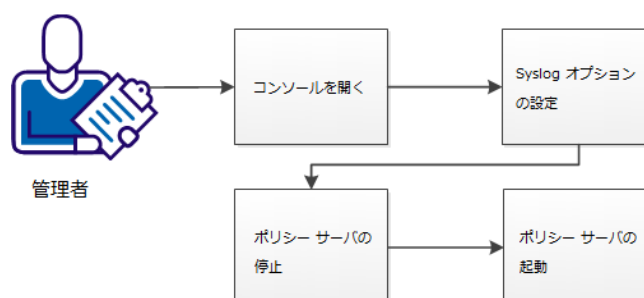 コンソールを開く
Syslog オプション
の設定
管理者
ポリシー サーバの
停止
ポリシー サーバの
起動